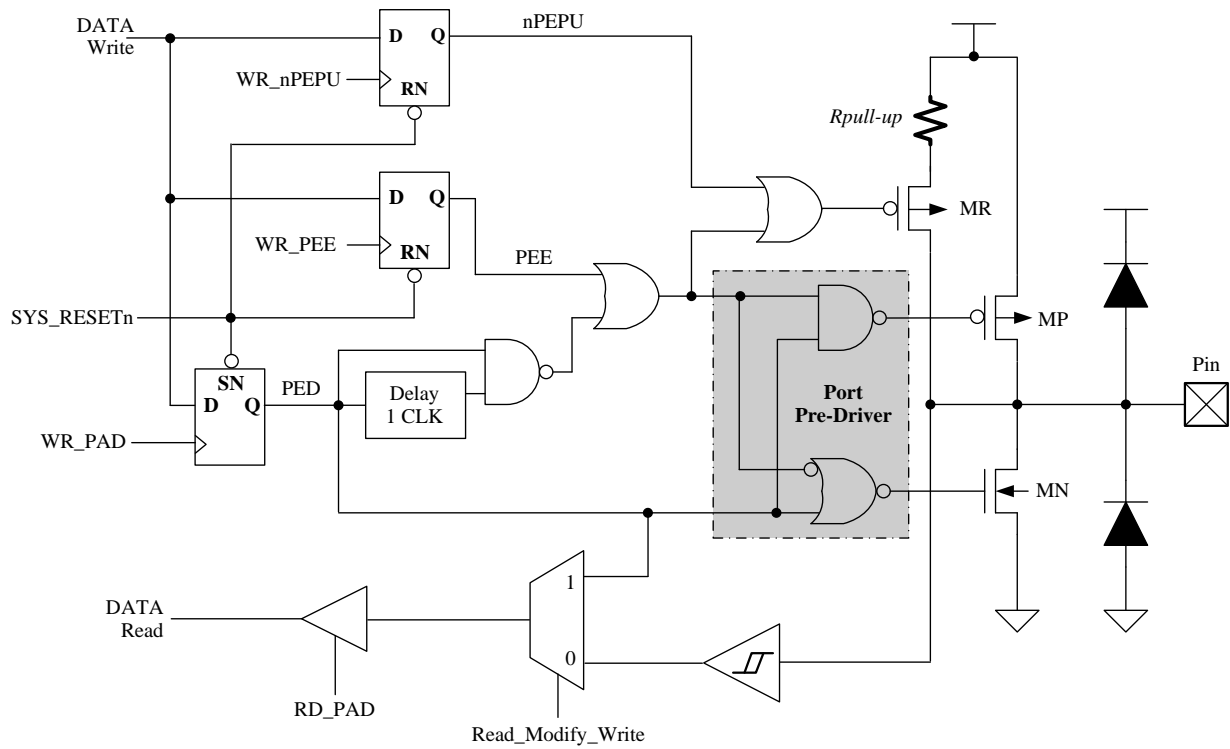 DATA
Write
D
Q
nPEPU
WR_nPEPU
RN
Rpull-up
D
Q
MR
WR_PEE
RN
PEE
SYS_RESETn
MP
SN
PED
Pin
D
Q
Delay
1 CLK
Port
Pre-Driver
WR_PAD
MN
1
DATA
Read
0
RD_PAD
Read_Modify_Write